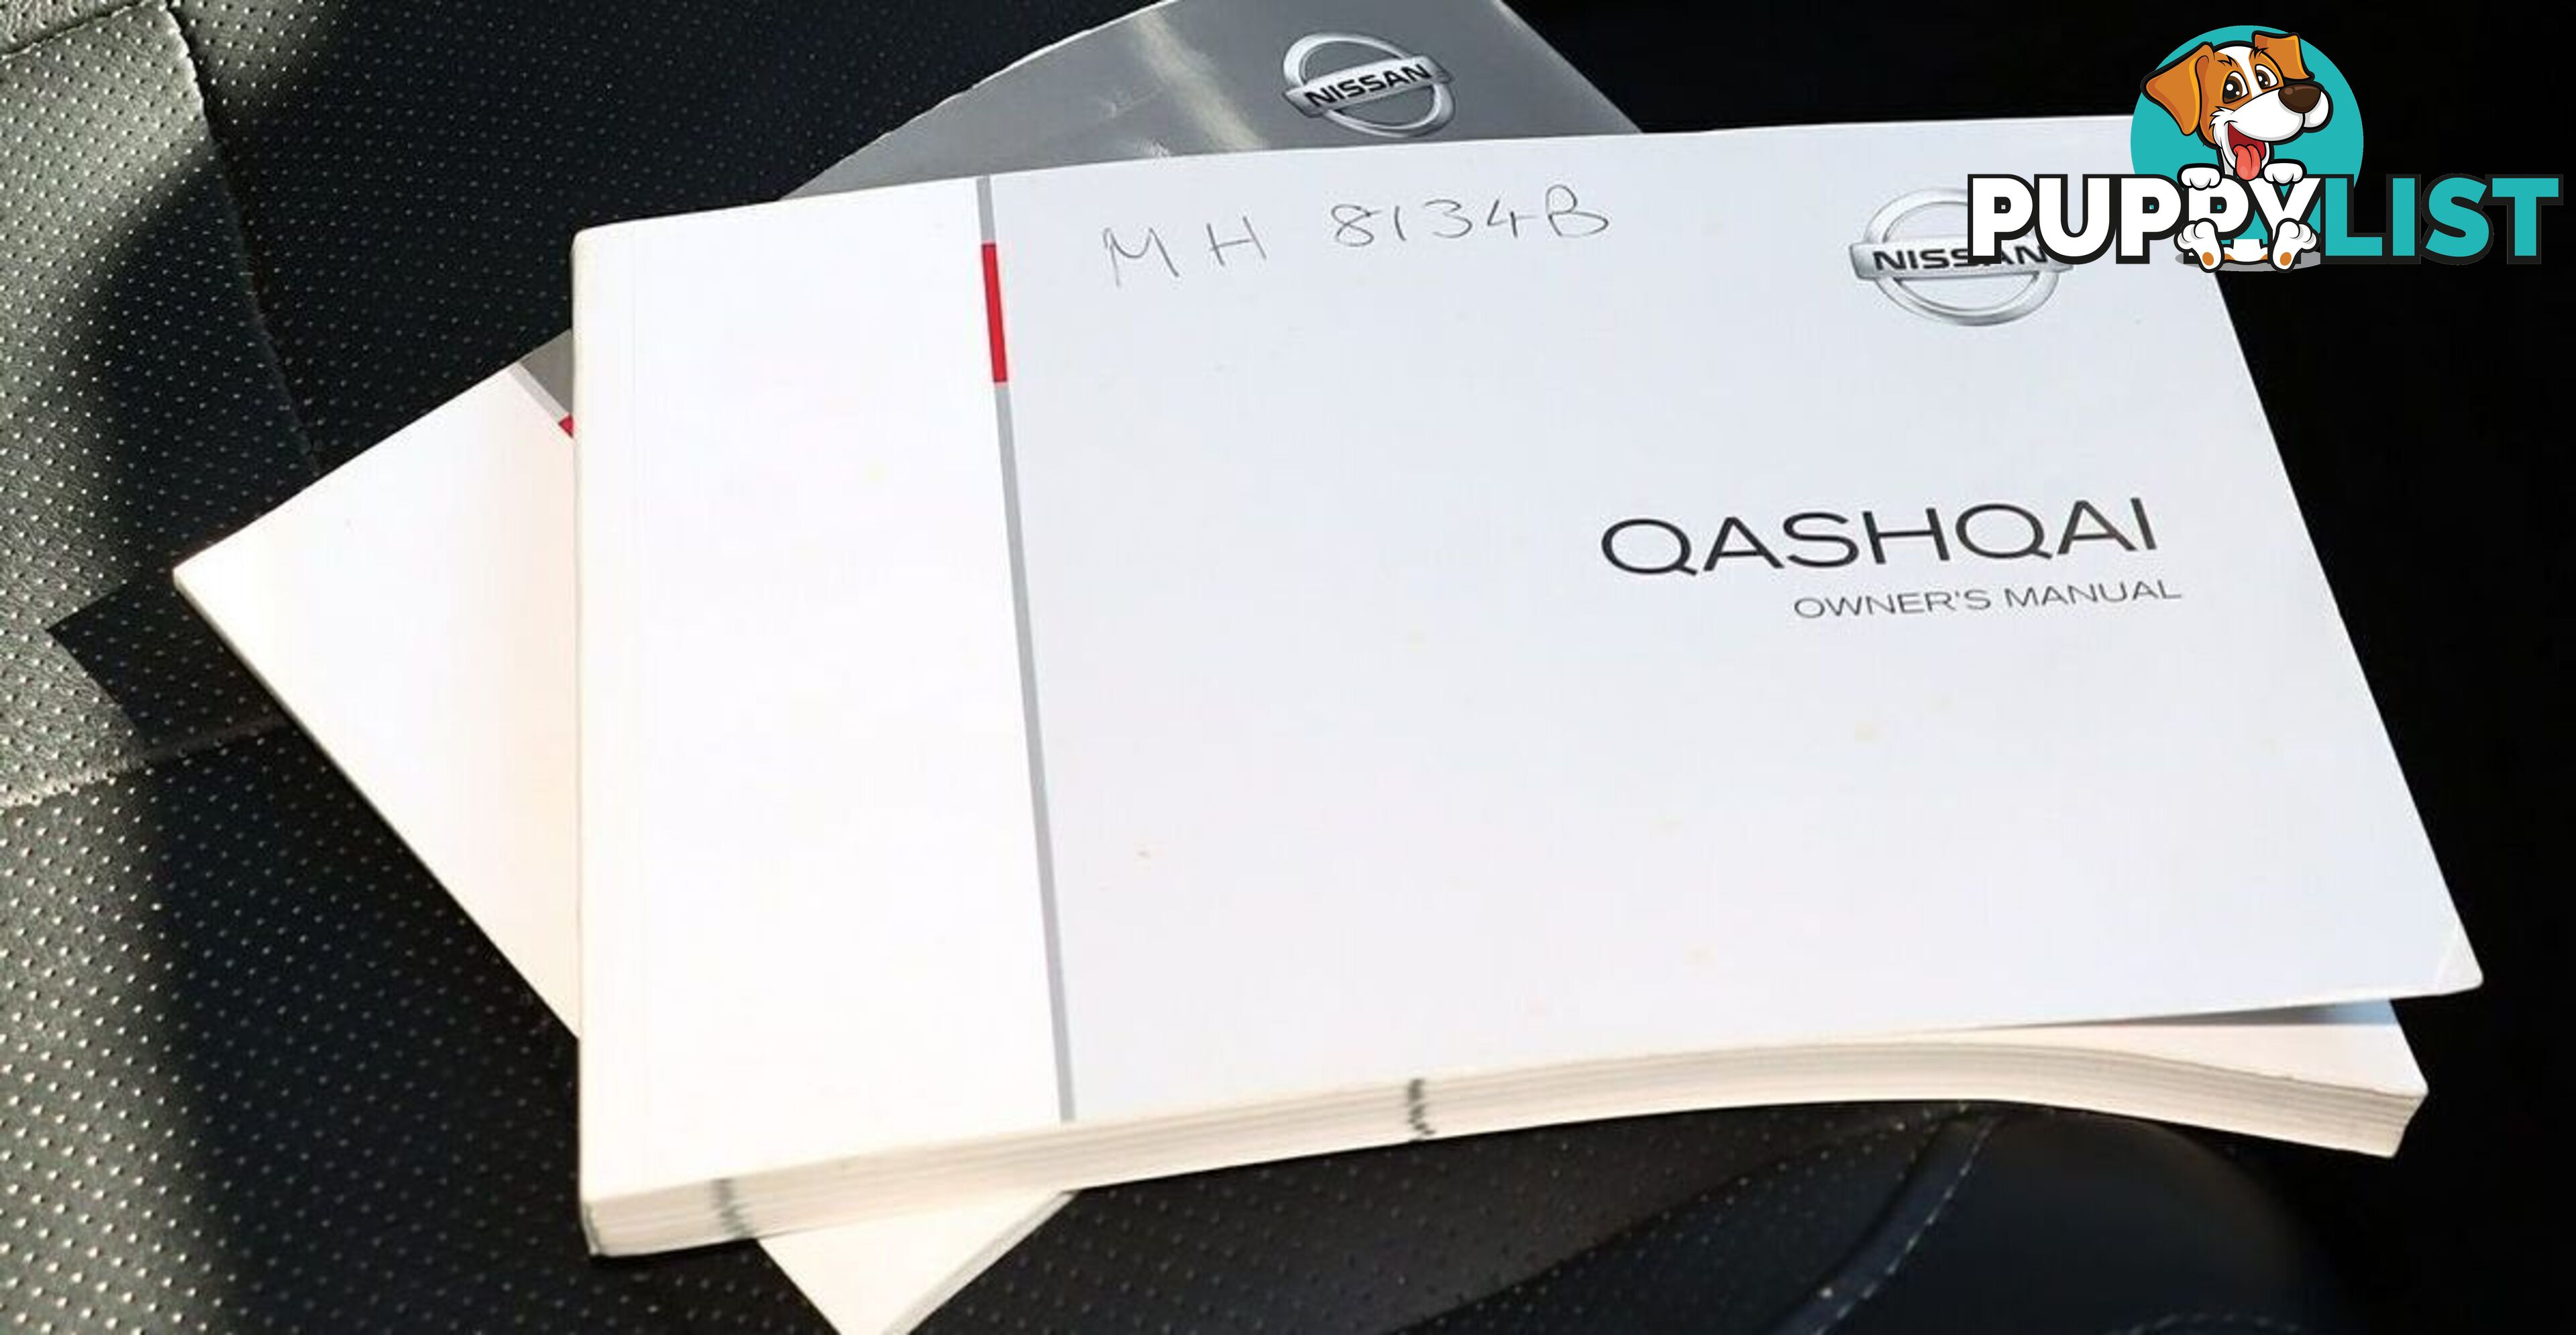 NISSAN
PUPPYLIST
MH 8134B
NISSAN
QASHQAI
OWNER'S MANUAL